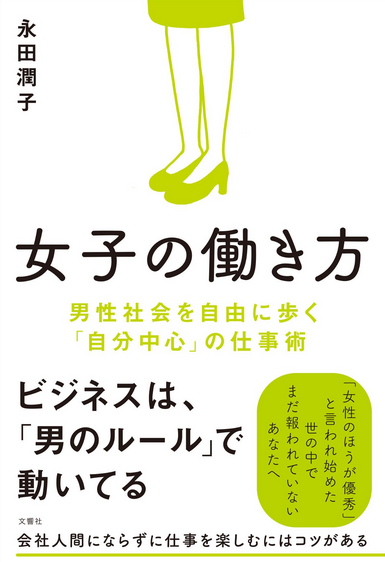 永田潤子
女子の働き方
男性社会を自由に歩く
「自分中心」の仕事術
ビジネスは、
「男のルール」で
動いてる
「女性のほうが優秀」
と言われ始めた
世の中で
まだ報われていない
あなたへ
文響社
会社人間にならずに仕事を楽しむにはコツがある